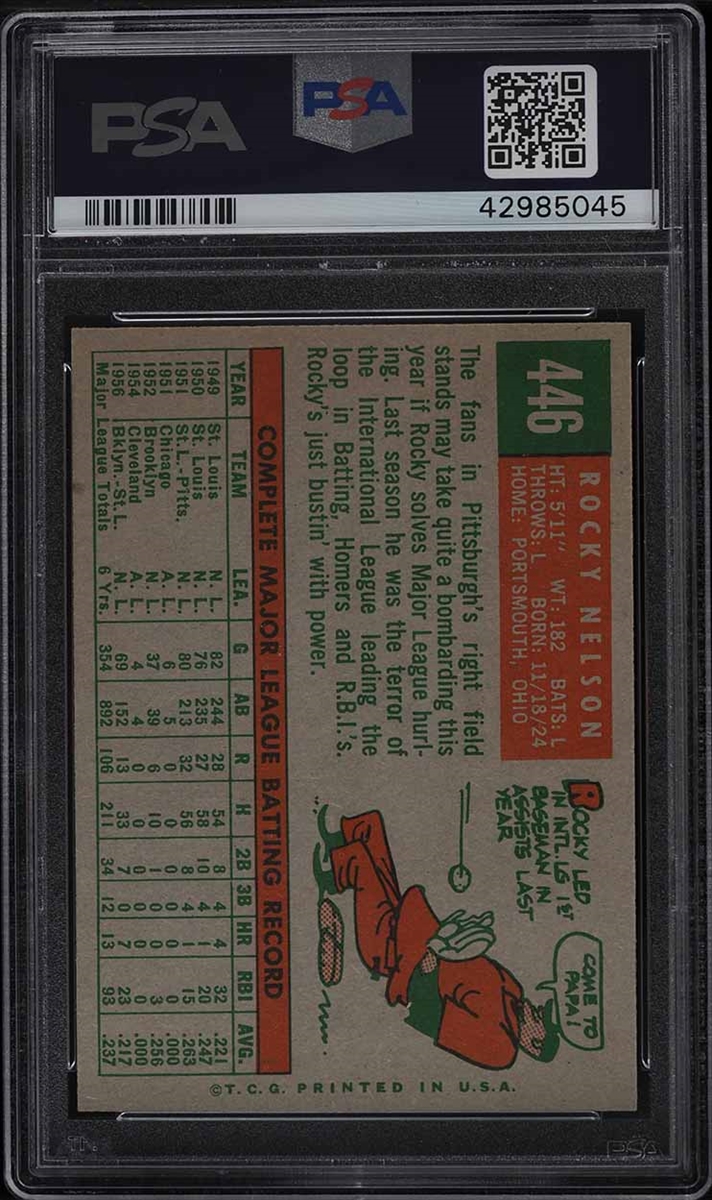 PSA
PSA
42985045
446
ROCKY NELSON
HT: 5'11" WT: 182 BATS: L
THROWS: L BORN: 11/18/24
HOME: PORTSMOUTH, OHIO
The fans in Pittsburgh's right field
stands may take quite a bombarding this
year if Rocky solves Major League hurl-
ing. Last season he was the terror of
the International League leading the
loop in Batting, Homers and R.B.I.'s.
Rocky's just bustin' with power.
ROCKY LED
IN INTL. LG 1ST
BASEMAN IN
ASSISTS LAST
YEAR
COME TO
PAPA!
COMPLETE MAJOR LEAGUE BATTING RECORD
YEAR TEAM LEA. G AB R H 2B 3B HR RBI AVG.
1949 St. Louis N. L. 82 244 28 54 8 4 4 32 .221
1950 St. Louis N. L. 76 235 27 58 10 4 1 20 .247
1951 St. L.-Pitts. N. L. 80 213 32 56 8 4 1 15 .263
1951 Chicago A. L. 6 5 0 0 0 0 0 0 .000
1952 Brooklyn N. L. 37 39 6 10 1 0 0 3 .256
1954 Cleveland A. L. 4 4 0 0 0 0 0 0 .000
1956 Bklyn.-St. L. N. L. 69 152 13 33 7 0 7 23 .217
Major League Totals 6 Yrs. 354 892 106 211 34 12 13 93 .237
©T.C.G. PRINTED IN U.S.A.
PSA